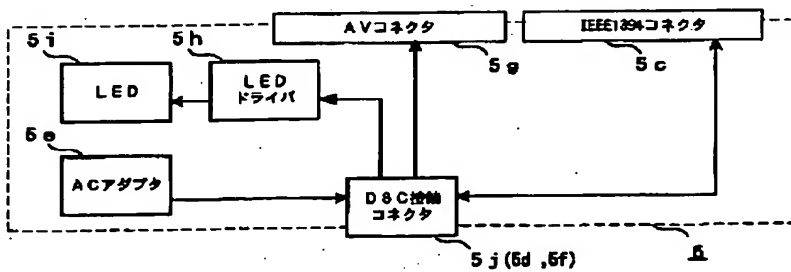 AVコネクタ
IEEE1394コネクタ
5i
5h
5g
5c
LED
LED
ドライバ
5e
ACアダプタ
DSC接触
コネクタ
5j(5d,5f)
5